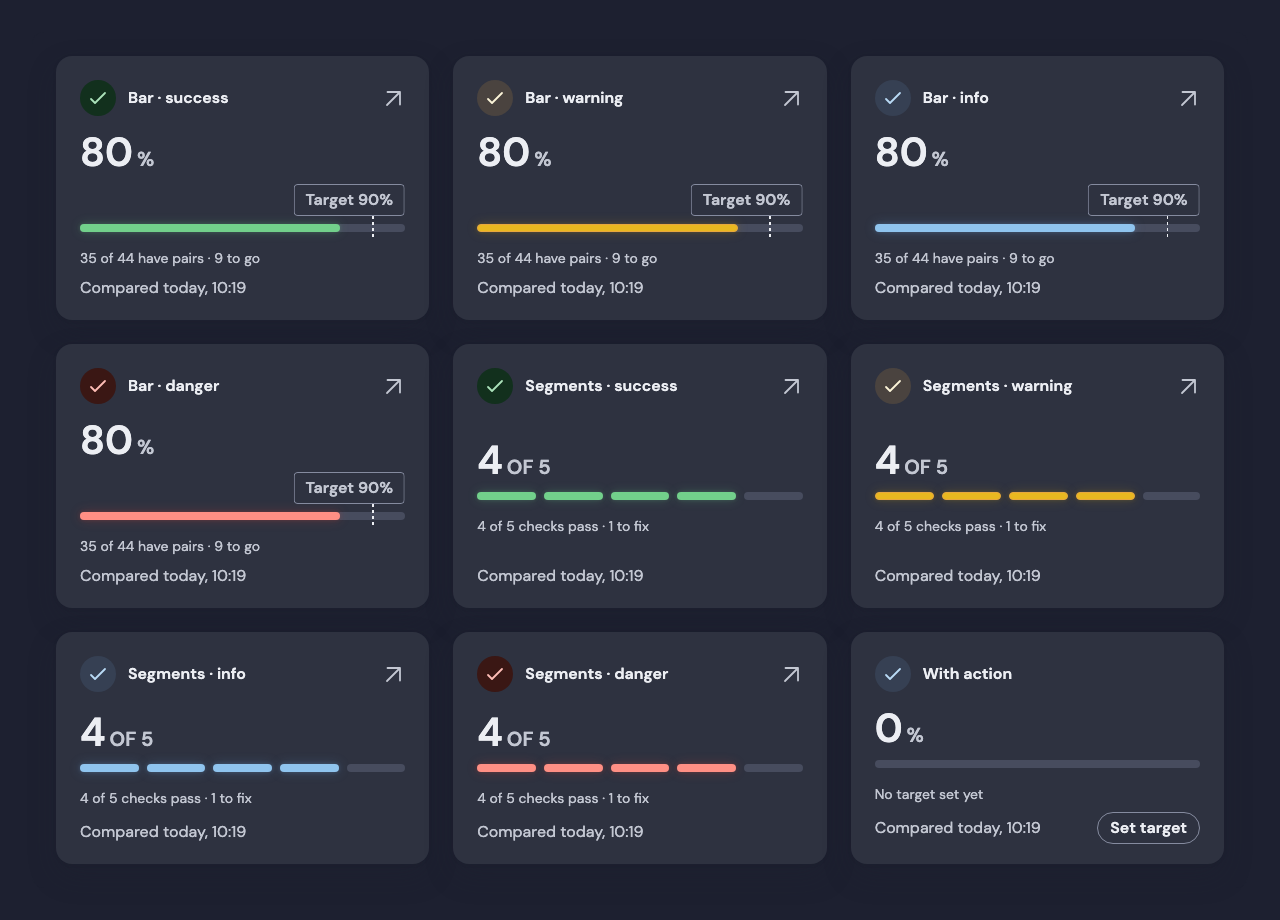 Bar · success
80 %
Target 90%
35 of 44 have pairs · 9 to go
Compared today, 10:19
Bar · warning
80 %
Target 90%
35 of 44 have pairs · 9 to go
Compared today, 10:19
Bar · info
80 %
Target 90%
35 of 44 have pairs · 9 to go
Compared today, 10:19
Bar · danger
80 %
Target 90%
35 of 44 have pairs · 9 to go
Compared today, 10:19
Segments · success
4 OF 5
4 of 5 checks pass · 1 to fix
Compared today, 10:19
Segments · warning
4 OF 5
4 of 5 checks pass · 1 to fix
Compared today, 10:19
Segments · info
4 OF 5
4 of 5 checks pass · 1 to fix
Compared today, 10:19
Segments · danger
4 OF 5
4 of 5 checks pass · 1 to fix
Compared today, 10:19
With action
0 %
No target set yet
Compared today, 10:19
Set target